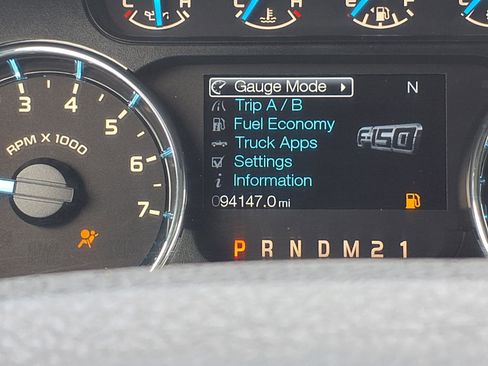 C H C H E F C H
Gauge Mode N
Trip A / B
Fuel Economy
F-150
Truck Apps
Settings
Information
094147.0 mi
3 4 5 6 7
RPM X 1000
P R N D M 2 1